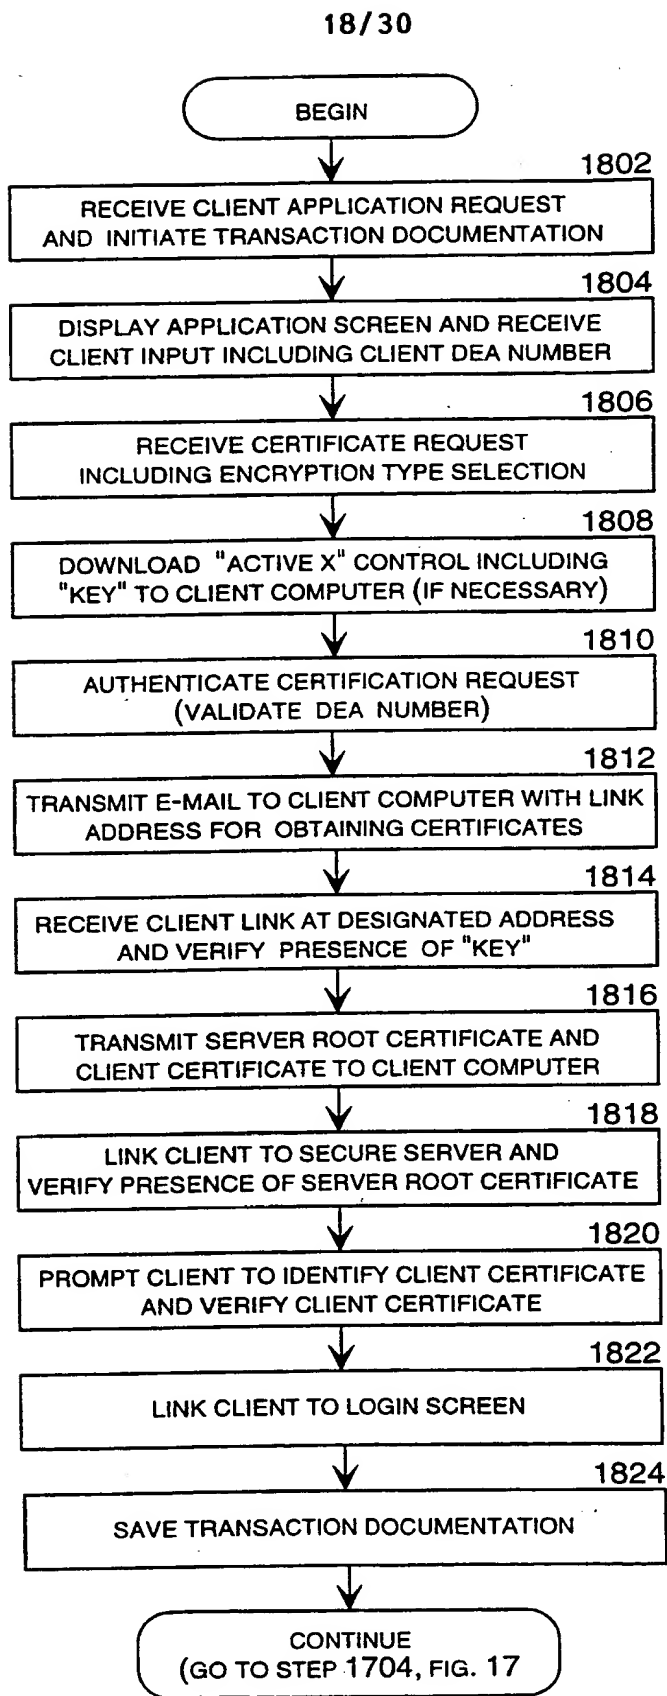 18/30
BEGIN
1802
RECEIVE CLIENT APPLICATION REQUEST
AND INITIATE TRANSACTION DOCUMENTATION
1804
DISPLAY APPLICATION SCREEN AND RECEIVE
CLIENT INPUT INCLUDING CLIENT DEA NUMBER
1806
RECEIVE CERTIFICATE REQUEST
INCLUDING ENCRYPTION TYPE SELECTION
1808
DOWNLOAD "ACTIVE X" CONTROL INCLUDING
"KEY" TO CLIENT COMPUTER (IF NECESSARY)
1810
AUTHENTICATE CERTIFICATION REQUEST
(VALIDATE DEA NUMBER)
1812
TRANSMIT E-MAIL TO CLIENT COMPUTER WITH LINK
ADDRESS FOR OBTAINING CERTIFICATES
1814
RECEIVE CLIENT LINK AT DESIGNATED ADDRESS
AND VERIFY PRESENCE OF "KEY"
1816
TRANSMIT SERVER ROOT CERTIFICATE AND
CLIENT CERTIFICATE TO CLIENT COMPUTER
1818
LINK CLIENT TO SECURE SERVER AND
VERIFY PRESENCE OF SERVER ROOT CERTIFICATE
1820
PROMPT CLIENT TO IDENTIFY CLIENT CERTIFICATE
AND VERIFY CLIENT CERTIFICATE
1822
LINK CLIENT TO LOGIN SCREEN
1824
SAVE TRANSACTION DOCUMENTATION
CONTINUE
(GO TO STEP 1704, FIG. 17